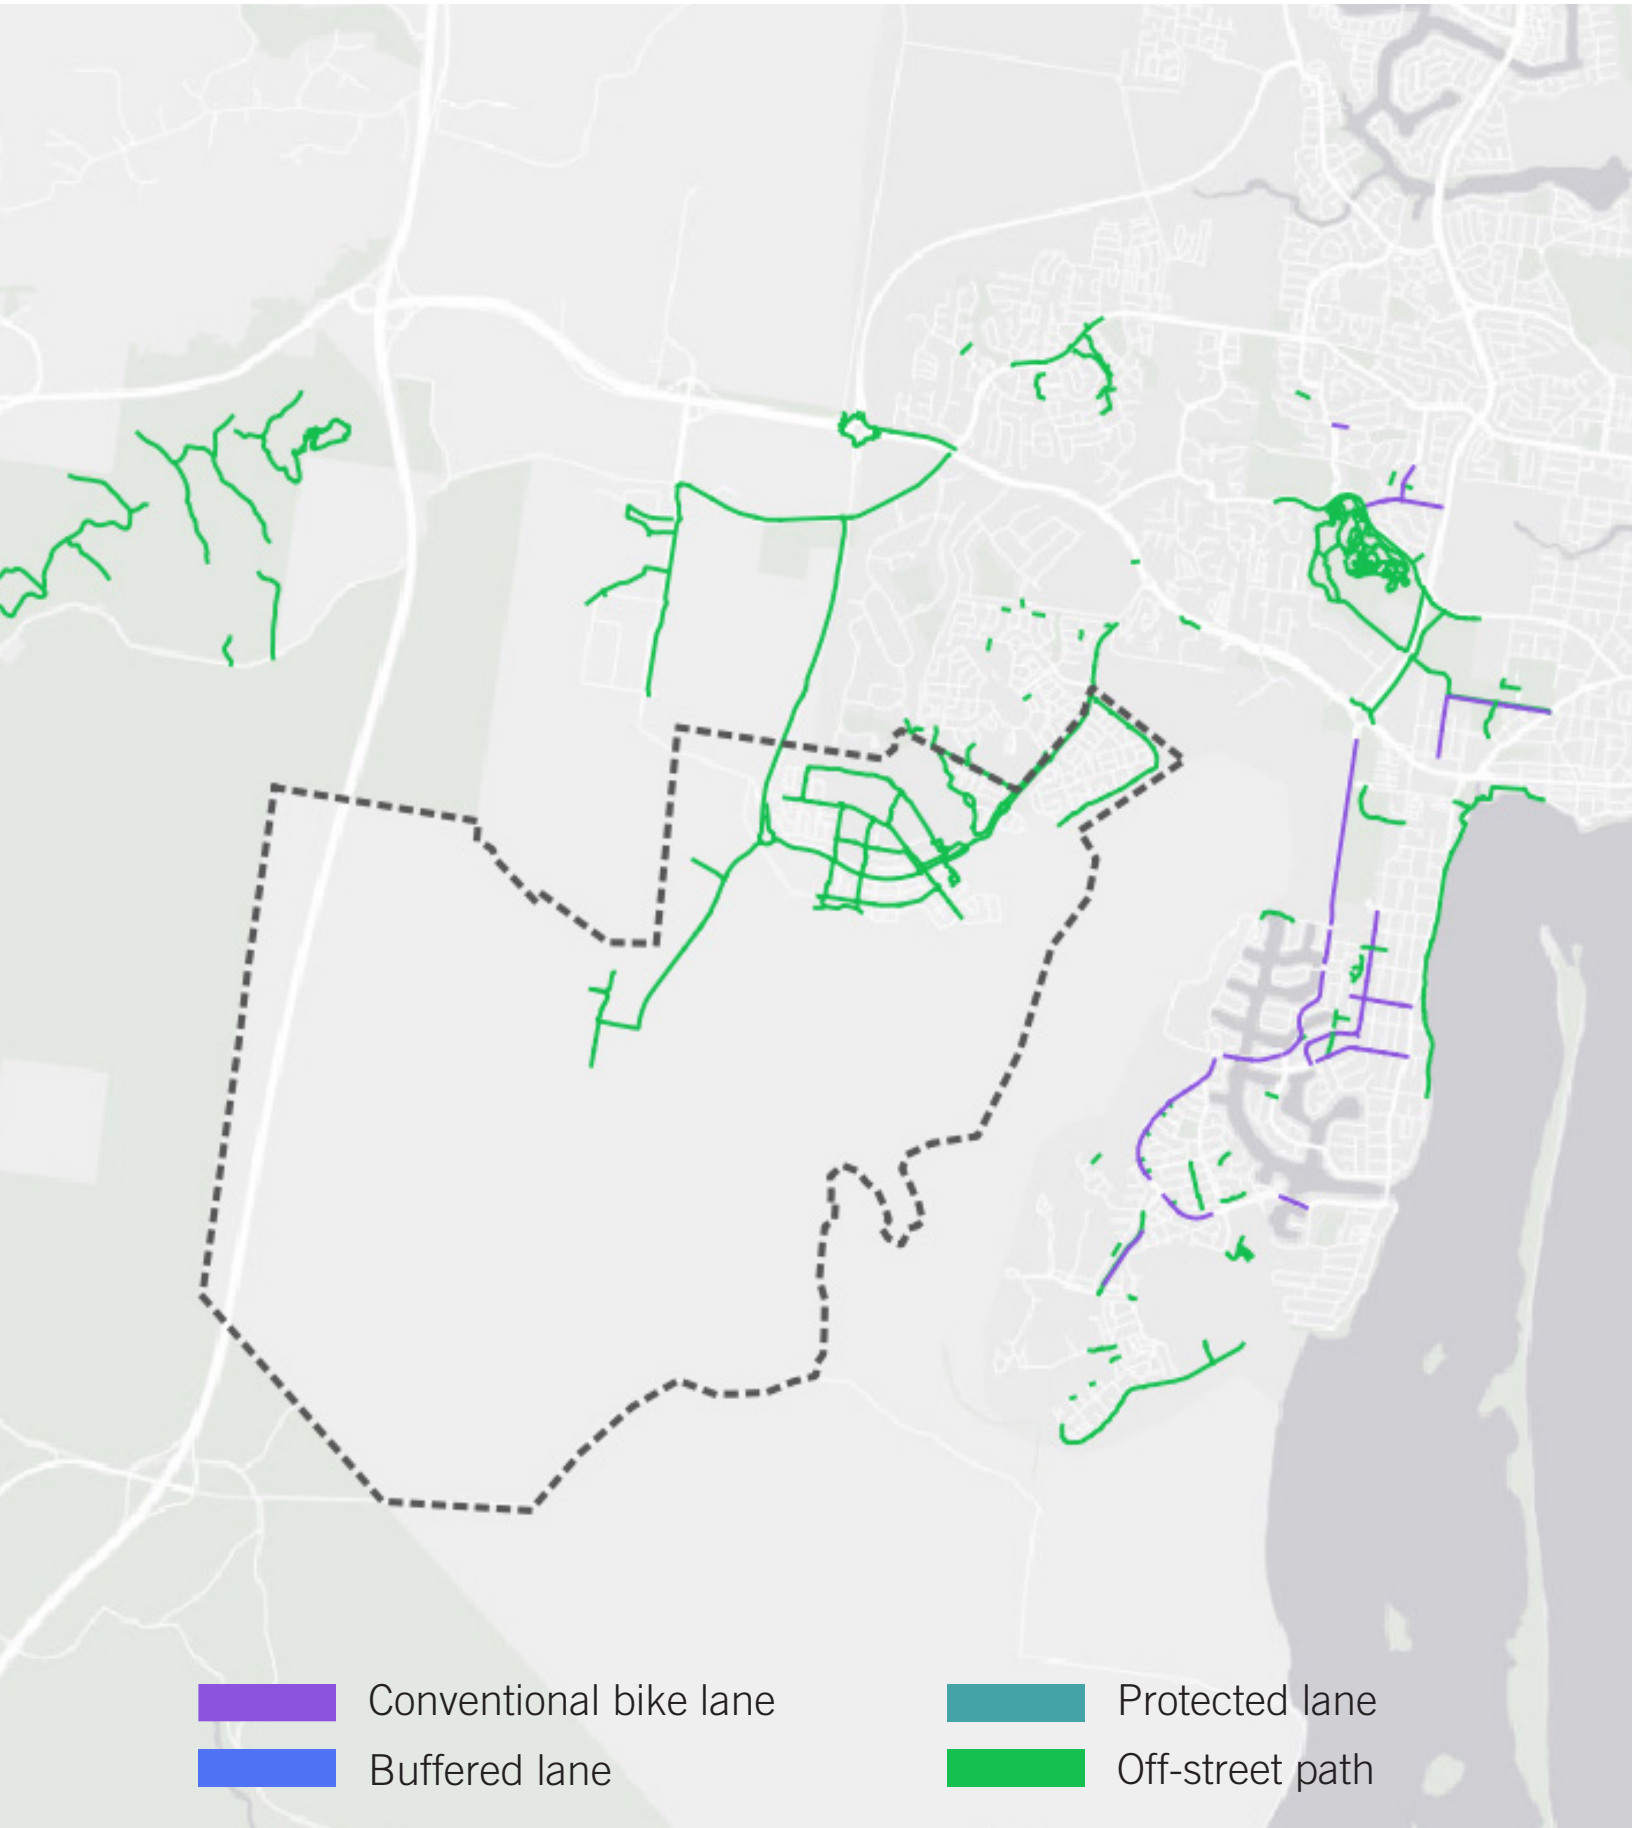 Conventional bike lane
Buffered lane
Protected lane
Off-street path